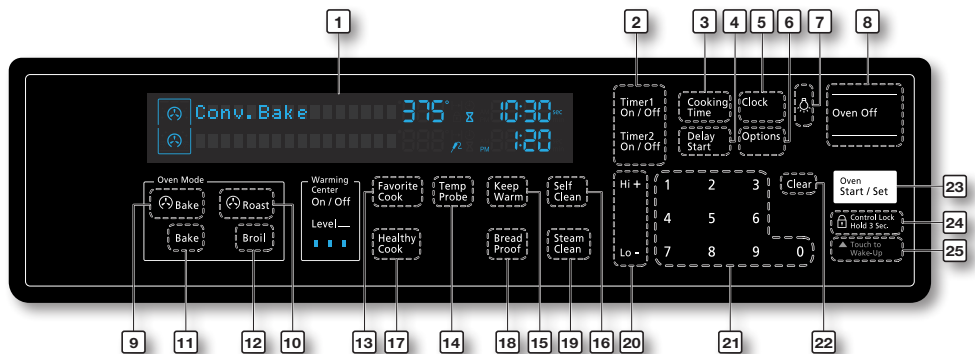 1 2 3 4 5 6 7 8
Conv.Bake 375° 10:30 SEC
PM 1:20
Timer1
On / Off
Timer2
On / Off
Cooking
Time
Delay
Start
Clock
Options
Oven Off
Oven Mode
Bake
Roast
Bake
Broil
Warming
Center
On / Off
Level
Favorite
Cook
Temp
Probe
Keep
Warm
Self
Clean
Healthy
Cook
Bread
Proof
Steam
Clean
Hi +
Lo -
1 2 3
4 5 6
7 8 9 0
Clear
Oven
Start / Set
Control Lock
Hold 3 Sec.
Touch to
Wake-Up
23
24
25
9 11 12 10 13 17 14 18 15 19 16 20 21 22